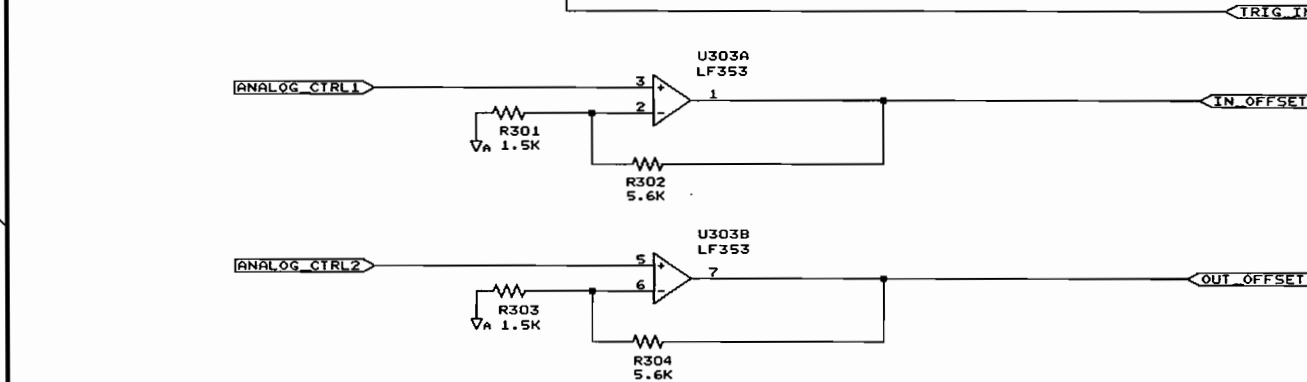 TRIG_IN
U303A
LF353
ANALOG_CTRL1
3
+
1
IN_OFFSET
2
-
R301
A 1.5K
R302
5.6K
U303B
LF353
ANALOG_CTRL2
5
+
7
OUT_OFFSET
6
-
R303
A 1.5K
R304
5.6K